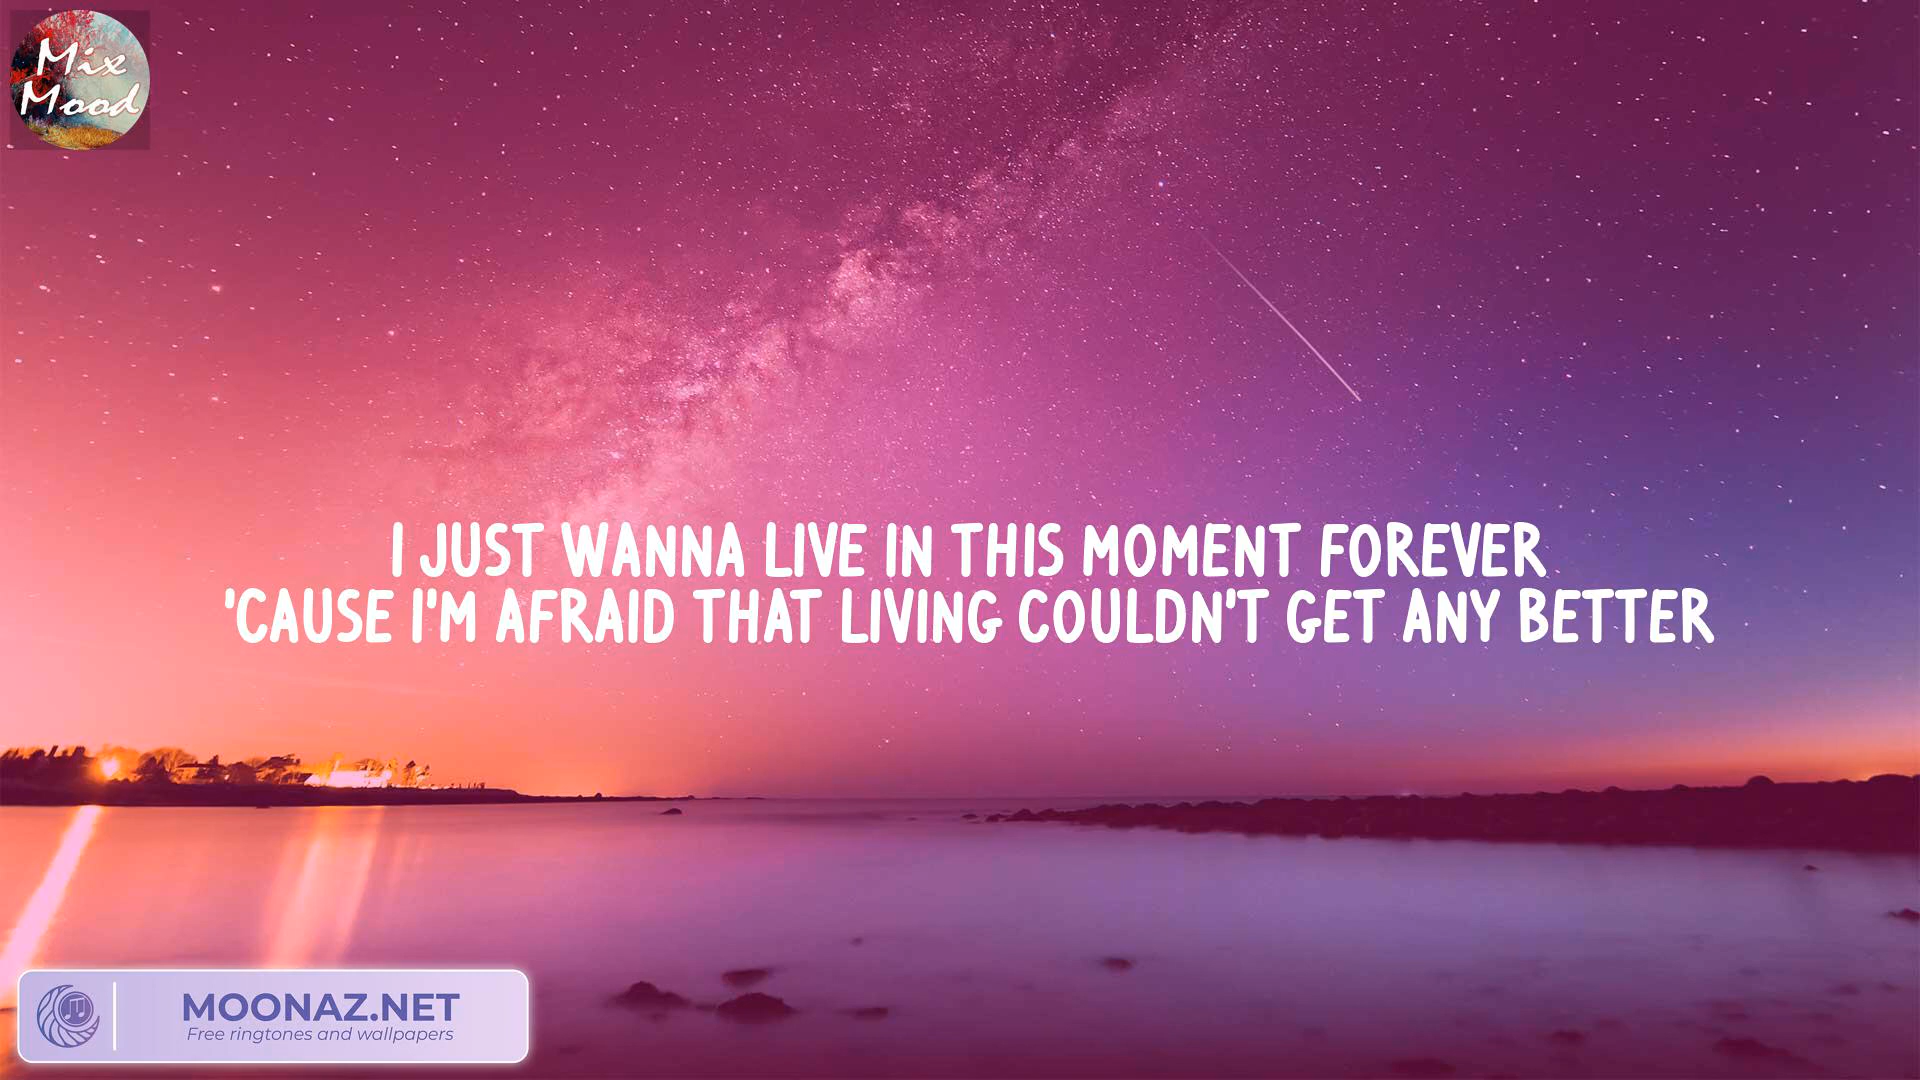 Mix
Mood
I JUST WANNA LIVE IN THIS MOMENT FOREVER
'CAUSE I'M AFRAID THAT LIVING COULDN'T GET ANY BETTER
MOONAZ.NET
Free ringtones and wallpapers